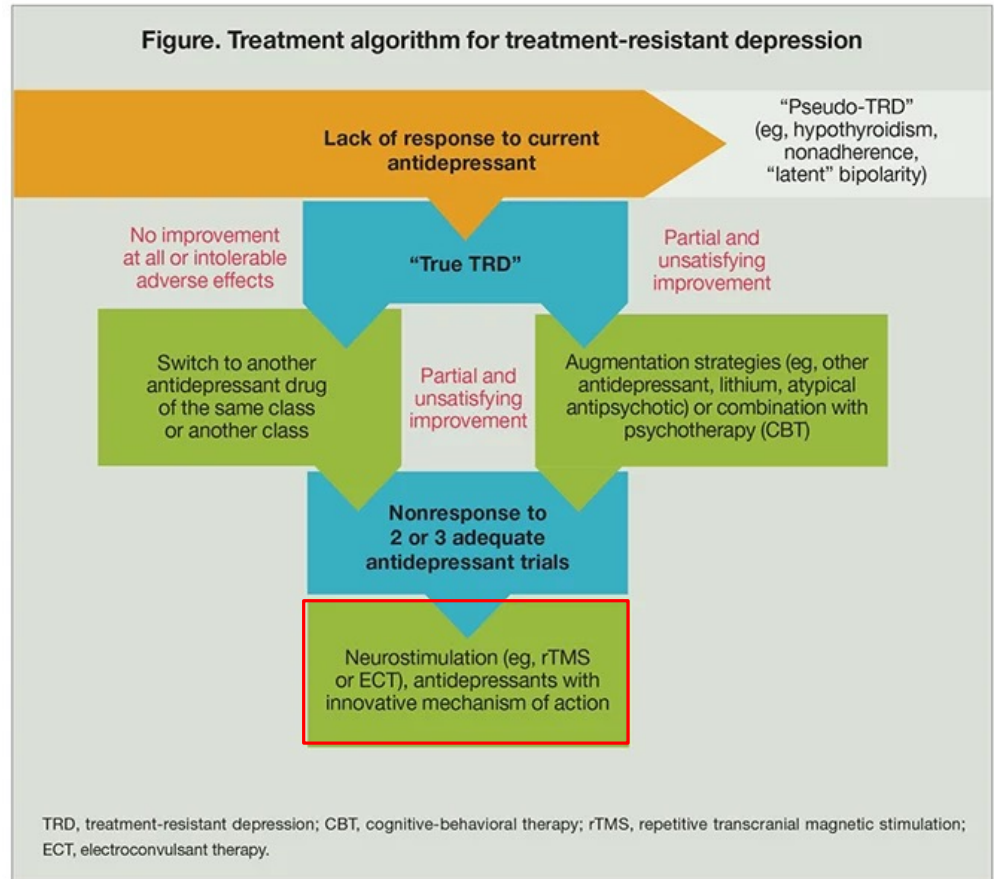 Figure. Treatment algorithm for treatment-resistant depression
Lack of response to current
antidepressant
"Pseudo-TRD"
(eg, hypothyroidism,
nonadherence,
"latent" bipolarity)
No improvement
at all or intolerable
adverse effects
"True TRD"
Partial and
unsatisfying
improvement
Switch to another
antidepressant drug
of the same class
or another class
Partial and
unsatisfying
improvement
Augmentation strategies (eg, other
antidepressant, lithium, atypical
antipsychotic) or combination with
psychotherapy (CBT)
Nonresponse to
2 or 3 adequate
antidepressant trials
Neurostimulation (eg, rTMS
or ECT), antidepressants with
innovative mechanism of action
TRD, treatment-resistant depression; CBT, cognitive-behavioral therapy; rTMS, repetitive transcranial magnetic stimulation;
ECT, electroconvulsant therapy.